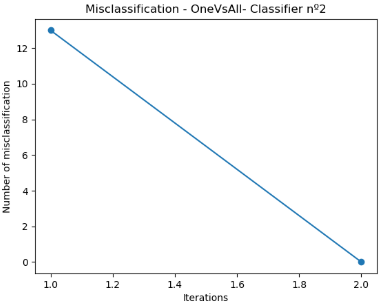 Misclassification - OneVsAll- Classifier nº2
Number of misclassification
12
10
8
6
4
2
0
1.0 1.2 1.4 1.6 1.8 2.0
Iterations